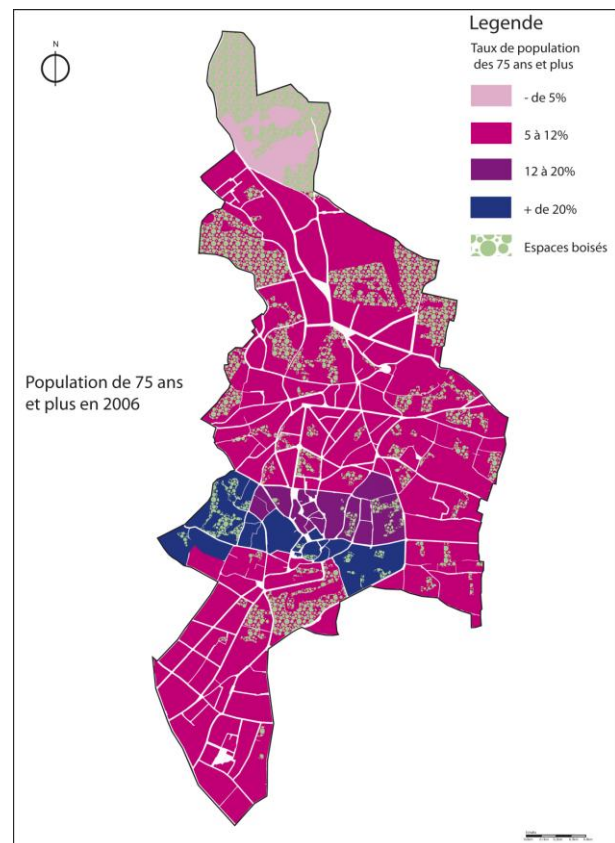 Legende
Taux de population
des 75 ans et plus
- de 5%
5 à 12%
12 à 20%
+ de 20%
Espaces boisés
N
Population de 75 ans
et plus en 2006